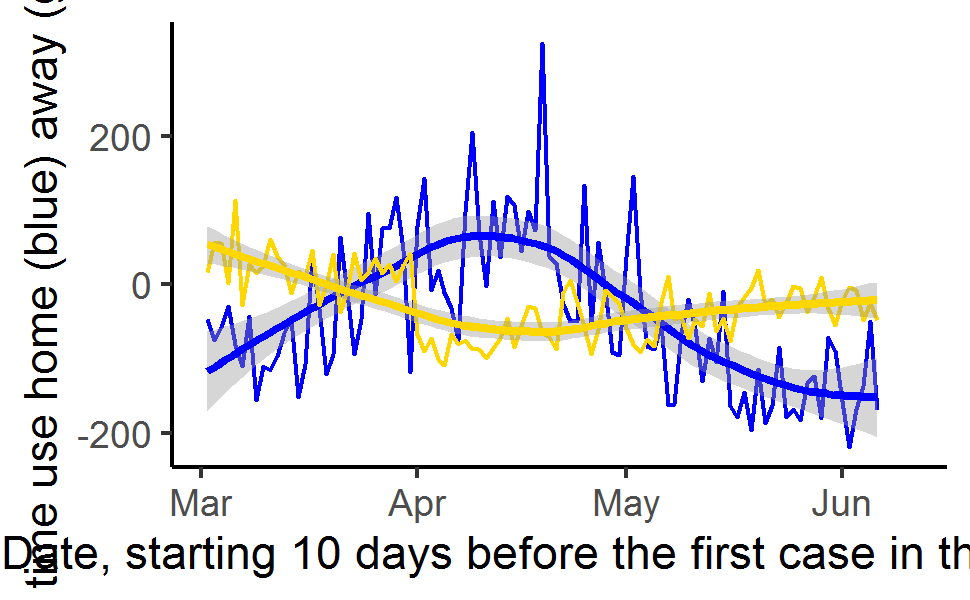 time use home (blue) away (
200
0
-200
Mar Apr May Jun
Date, starting 10 days before the first case in th